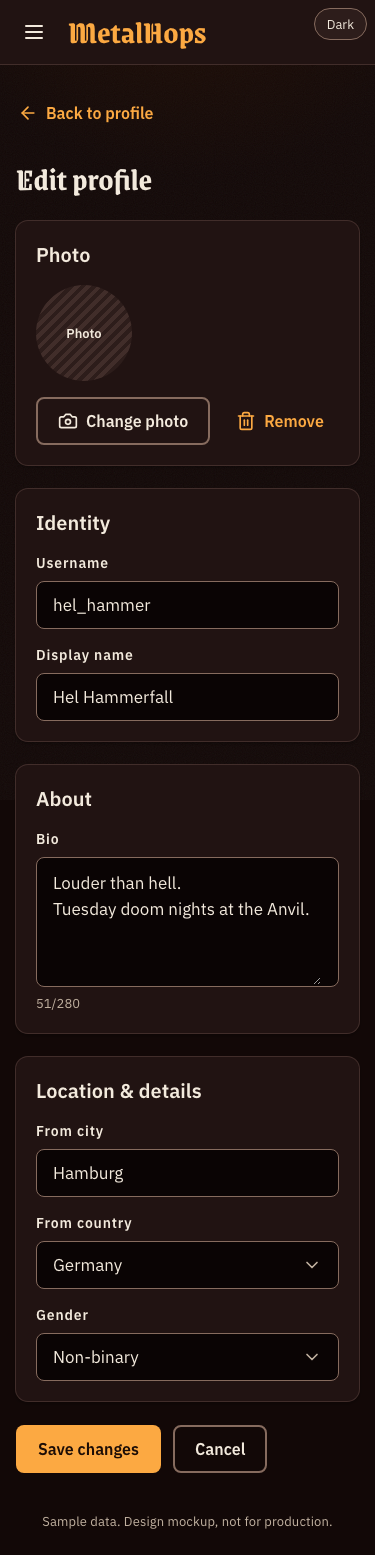 MetalHops
Dark
Back to profile
Edit profile
Photo
Photo
Change photo
Remove
Identity
Username
hel_hammer
Display name
Hel Hammerfall
About
Bio
Louder than hell.
Tuesday doom nights at the Anvil.
51/280
Location & details
From city
Hamburg
From country
Germany
Gender
Non-binary
Save changes
Cancel
Sample data. Design mockup, not for production.